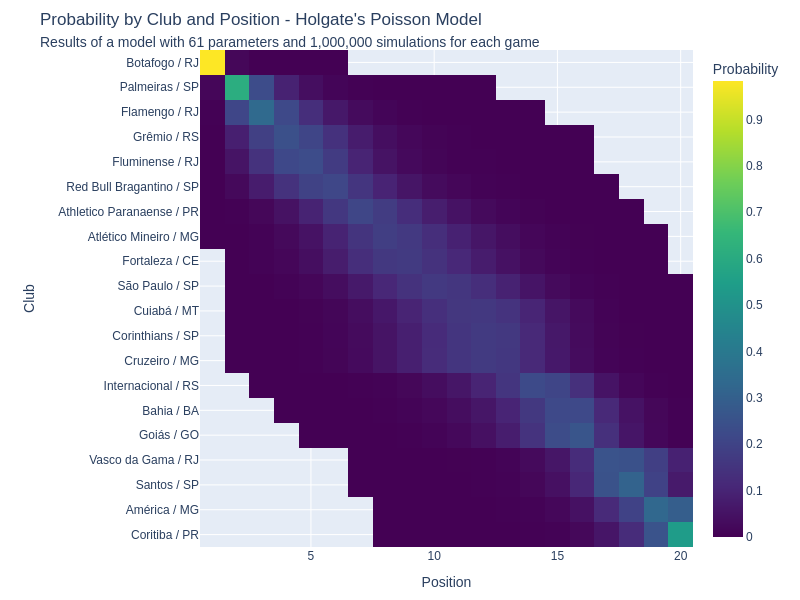 Probability by Club and Position - Holgate's Poisson Model
Results of a model with 61 parameters and 1,000,000 simulations for each game
Club
Botafogo / RJ
Palmeiras / SP
Flamengo / RJ
Grêmio / RS
Fluminense / RJ
Red Bull Bragantino / SP
Athletico Paranaense / PR
Atlético Mineiro / MG
Fortaleza / CE
São Paulo / SP
Cuiabá / MT
Corinthians / SP
Cruzeiro / MG
Internacional / RS
Bahia / BA
Goiás / GO
Vasco da Gama / RJ
Santos / SP
América / MG
Coritiba / PR
5 10 15 20
Position
Probability
0.9
0.8
0.7
0.6
0.5
0.4
0.3
0.2
0.1
0